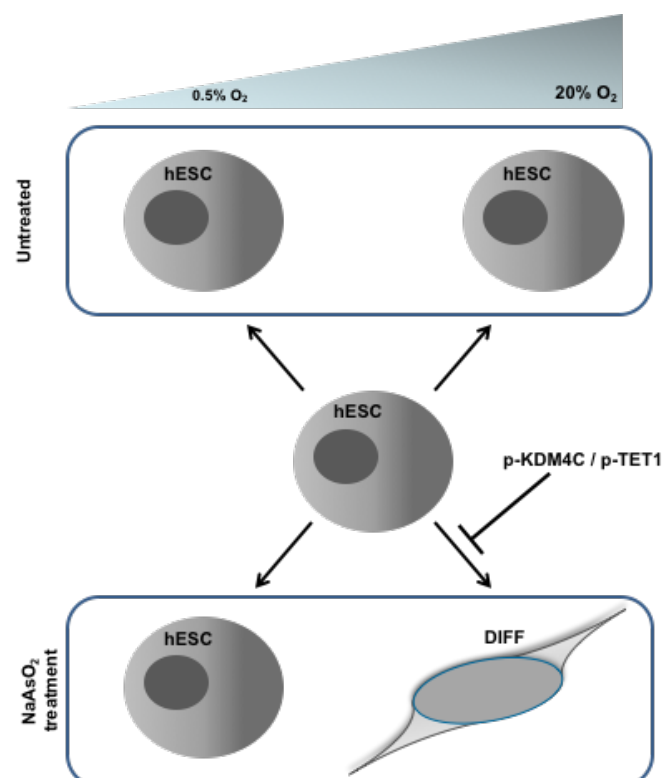 0.5% O₂
20% O₂
Untreated
hESC
hESC
hESC
p-KDM4C / p-TET1
NaAsO₂
treatment
hESC
DIFF